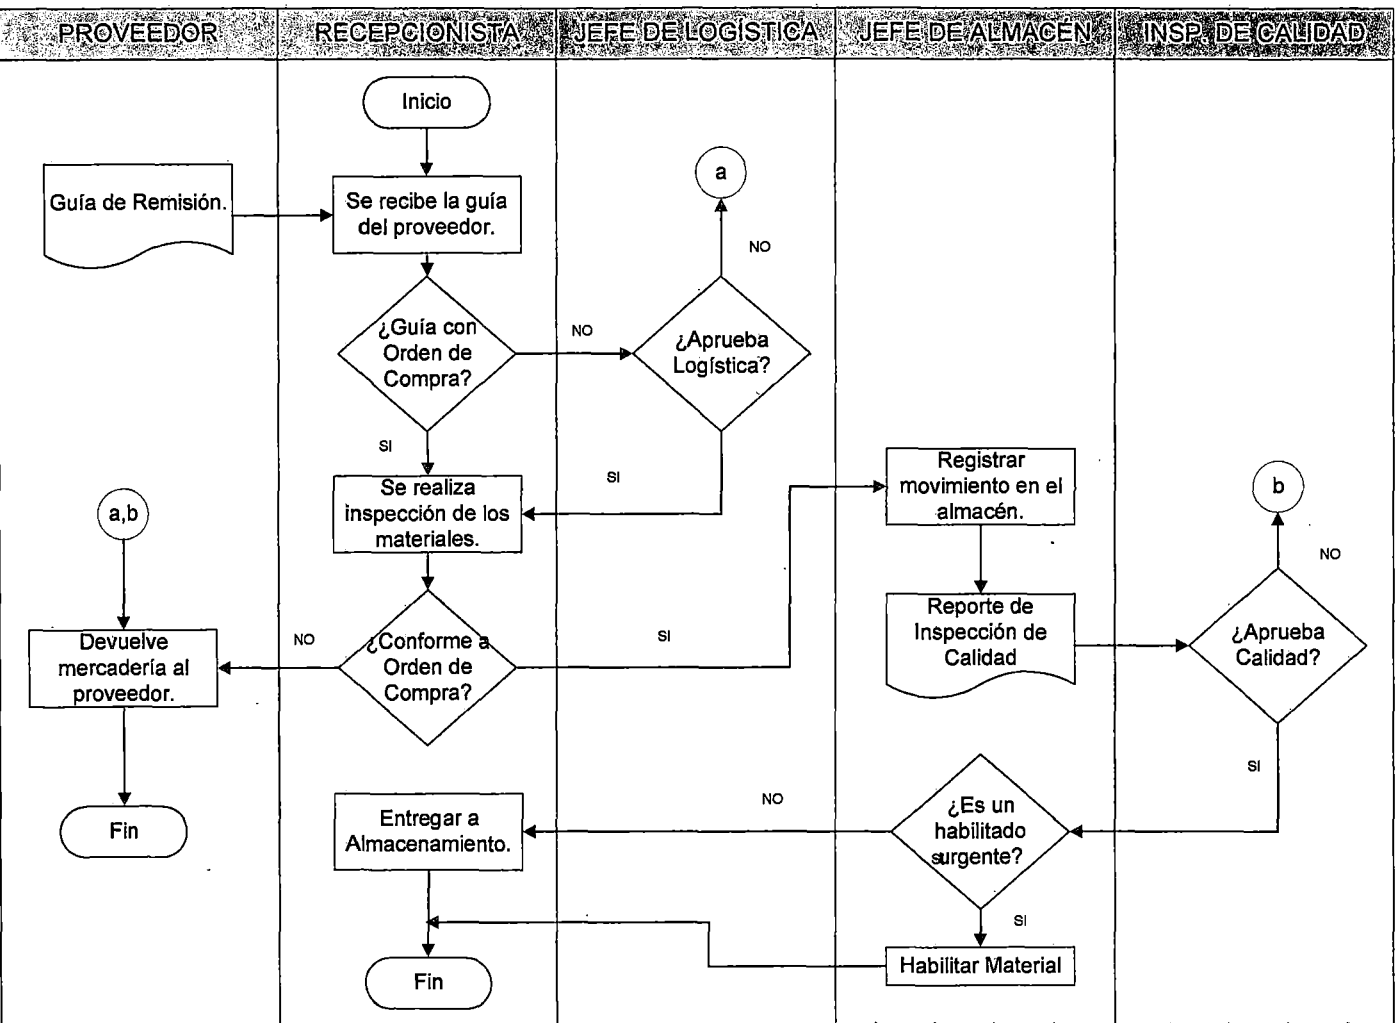 PROVEEDOR
RECEPCIONISTA
JEFE DE LOGÍSTICA
JEFE DE ALMACÉN
INSP. DE CALIDAD
Inicio
Guía de Remisión.
Se recibe la guía
del proveedor.
a
NO
¿Guía con
Orden de
Compra?
NO
¿Aprueba
Logística?
SI
SI
Se realiza
inspección de los
materiales.
Registrar
movimiento en el
almacén.
b
NO
a,b
Devuelve
mercadería al
proveedor.
NO
¿Conforme a
Orden de
Compra?
SI
Reporte de
Inspección de
Calidad
¿Aprueba
Calidad?
SI
Fin
Entregar a
Almacenamiento.
NO
¿Es un
habilitado
surgente?
SI
Habilitar Material
Fin